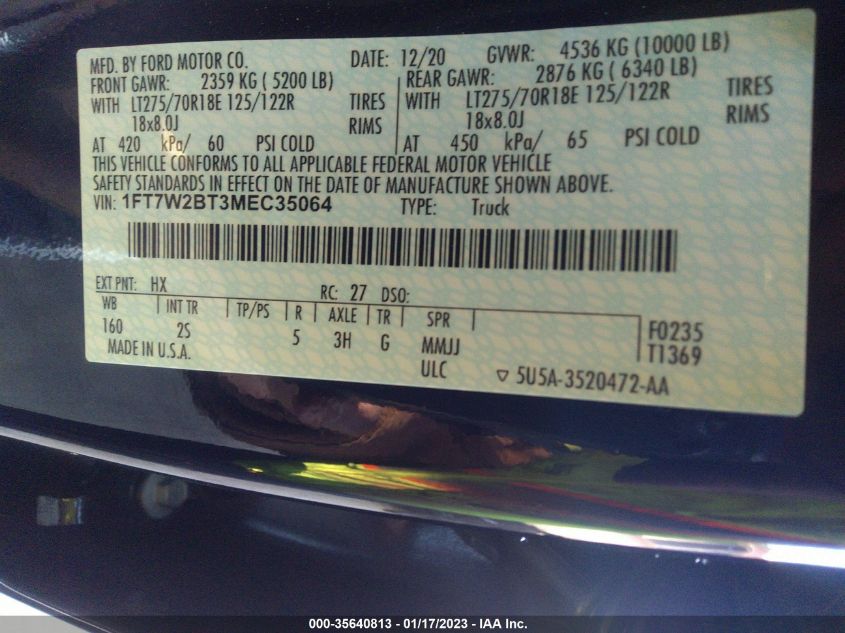 MFD. BY FORD MOTOR CO. DATE: 12/20 GVWR: 4536 KG (10000 LB)
FRONT GAWR: 2359 KG ( 5200 LB) REAR GAWR: 2876 KG ( 6340 LB)
WITH LT275/70R18E 125/122R TIRES WITH LT275/70R18E 125/122R TIRES
18x8.0J RIMS 18x8.0J RIMS
AT 420 kPa/ 60 PSI COLD AT 450 kPa/ 65 PSI COLD
THIS VEHICLE CONFORMS TO ALL APPLICABLE FEDERAL MOTOR VEHICLE
SAFETY STANDARDS IN EFFECT ON THE DATE OF MANUFACTURE SHOWN ABOVE.
VIN: 1FT7W2BT3MEC35064 TYPE: Truck
EXT PNT: HX RC: 27 DSO:
WB INT TR TP/PS R AXLE TR SPR
160 2S 5 3H G MMJJ F0235
MADE IN U.S.A. ULC T1369
▽ 5U5A-3520472-AA
000-35640813 - 01/17/2023 - IAA Inc.